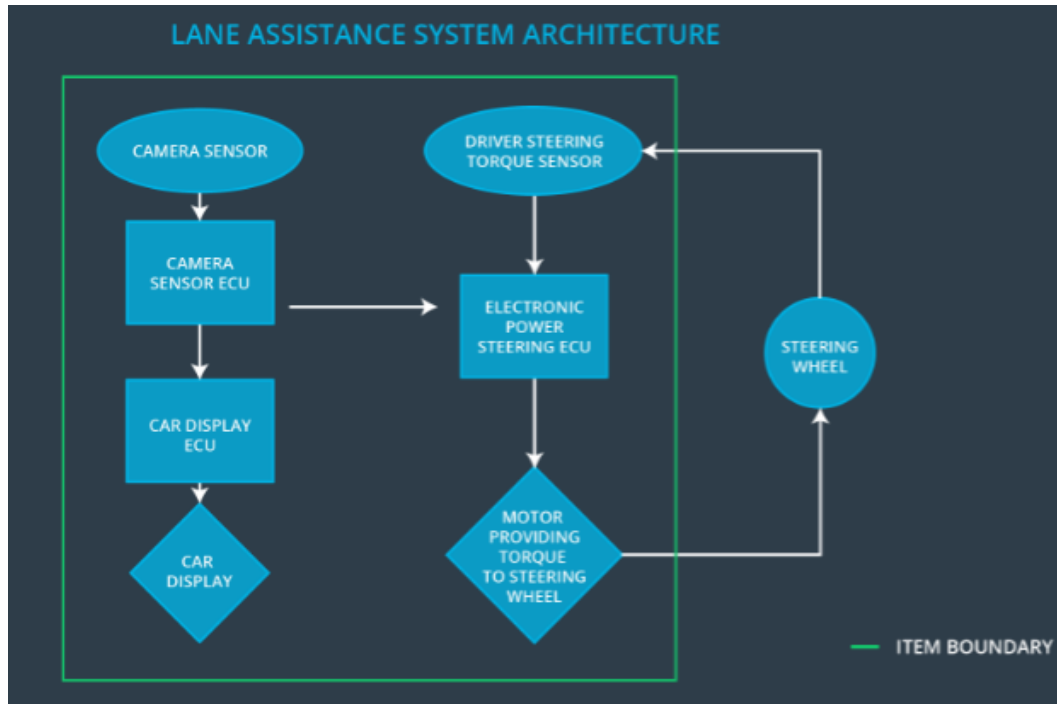 LANE ASSISTANCE SYSTEM ARCHITECTURE
CAMERA SENSOR
DRIVER STEERING
TORQUE SENSOR
CAMERA
SENSOR ECU
ELECTRONIC
POWER
STEERING ECU
STEERING
WHEEL
CAR DISPLAY
ECU
CAR
DISPLAY
MOTOR
PROVIDING
TORQUE
TO STEERING
WHEEL
ITEM BOUNDARY